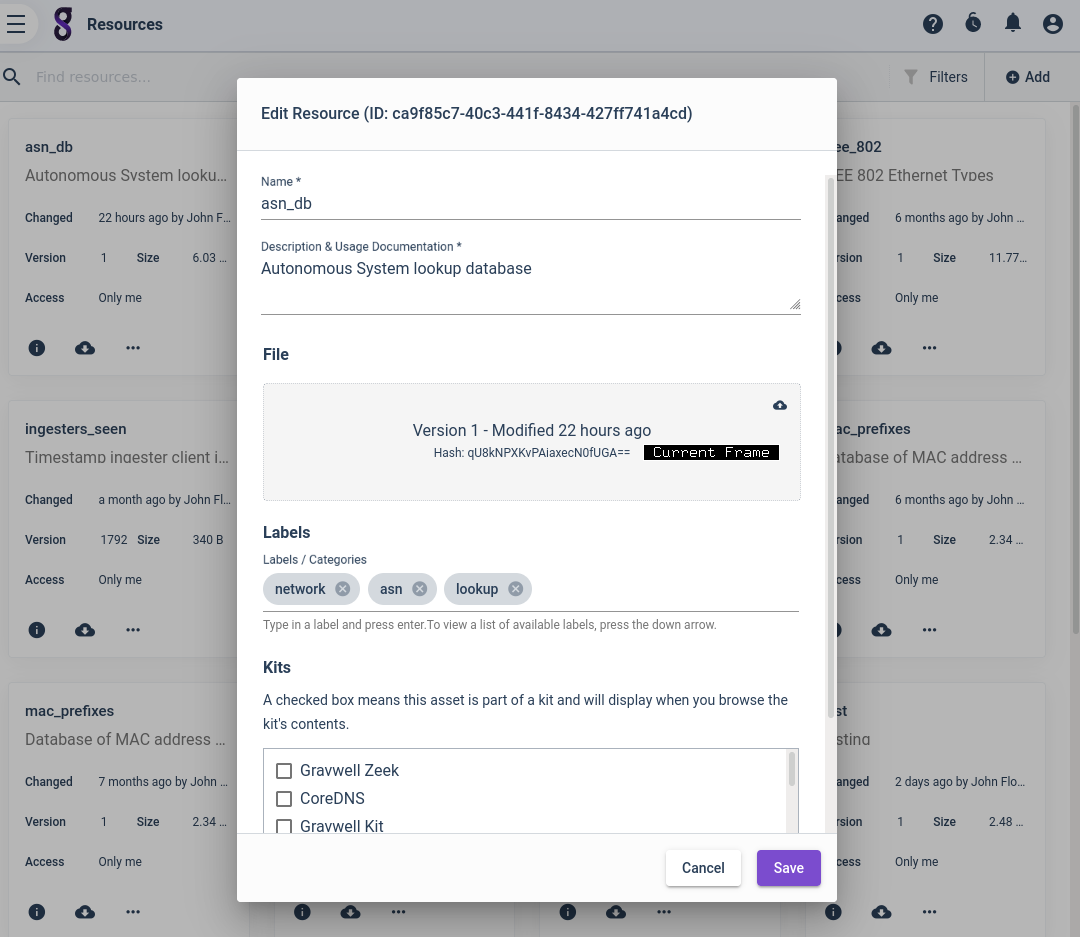 Resources
Find resources...
Filters
Add
asn_db
Autonomous System looku...
Changed 22 hours ago by John F...
Version 1 Size 6.03 ...
Access Only me
ingesters_seen
Timestamp ingester client i...
Changed a month ago by John Fl...
Version 1792 Size 340 B
Access Only me
mac_prefixes
Database of MAC address ...
Changed 7 months ago by John ...
Version 1 Size 2.34 ...
Access Only me
Edit Resource (ID: ca9f85c7-40c3-441f-8434-427ff741a4cd)
Name *
asn_db
Description & Usage Documentation *
Autonomous System lookup database
File
Version 1 - Modified 22 hours ago
Hash: qU8kNPXKvPAiaxecN0fUGA==
Current Frame
Labels
Labels / Categories
network asn lookup
Type in a label and press enter.To view a list of available labels, press the down arrow.
Kits
A checked box means this asset is part of a kit and will display when you browse the
kit's contents.
Gravwell Zeek
CoreDNS
Gravwell Kit
Cancel Save
ee_802
EE 802 Ethernet Types
anged 6 months ago by John ...
1 Size 11.77...
cess Only me
ac_prefixes
atabase of MAC address ...
anged 6 months ago by John ...
1 Size 2.34 ...
cess Only me
st
sting
anged 2 days ago by John Flo...
1 Size 2.48 ...
cess Only me